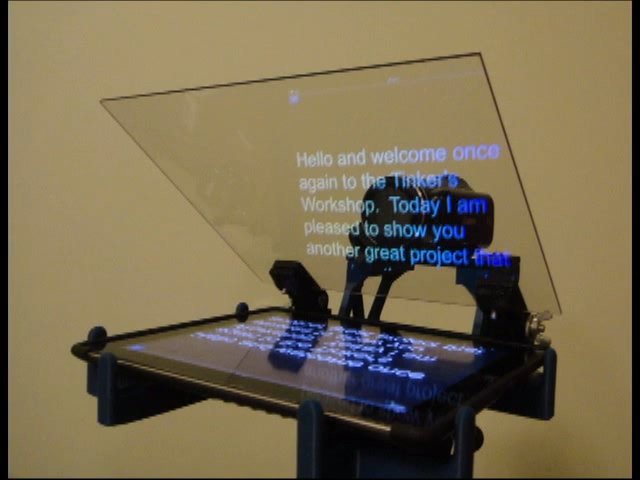 Hello and welcome once
again to the Tinker's
Workshop. Today I am
pleased to show you
another great project that